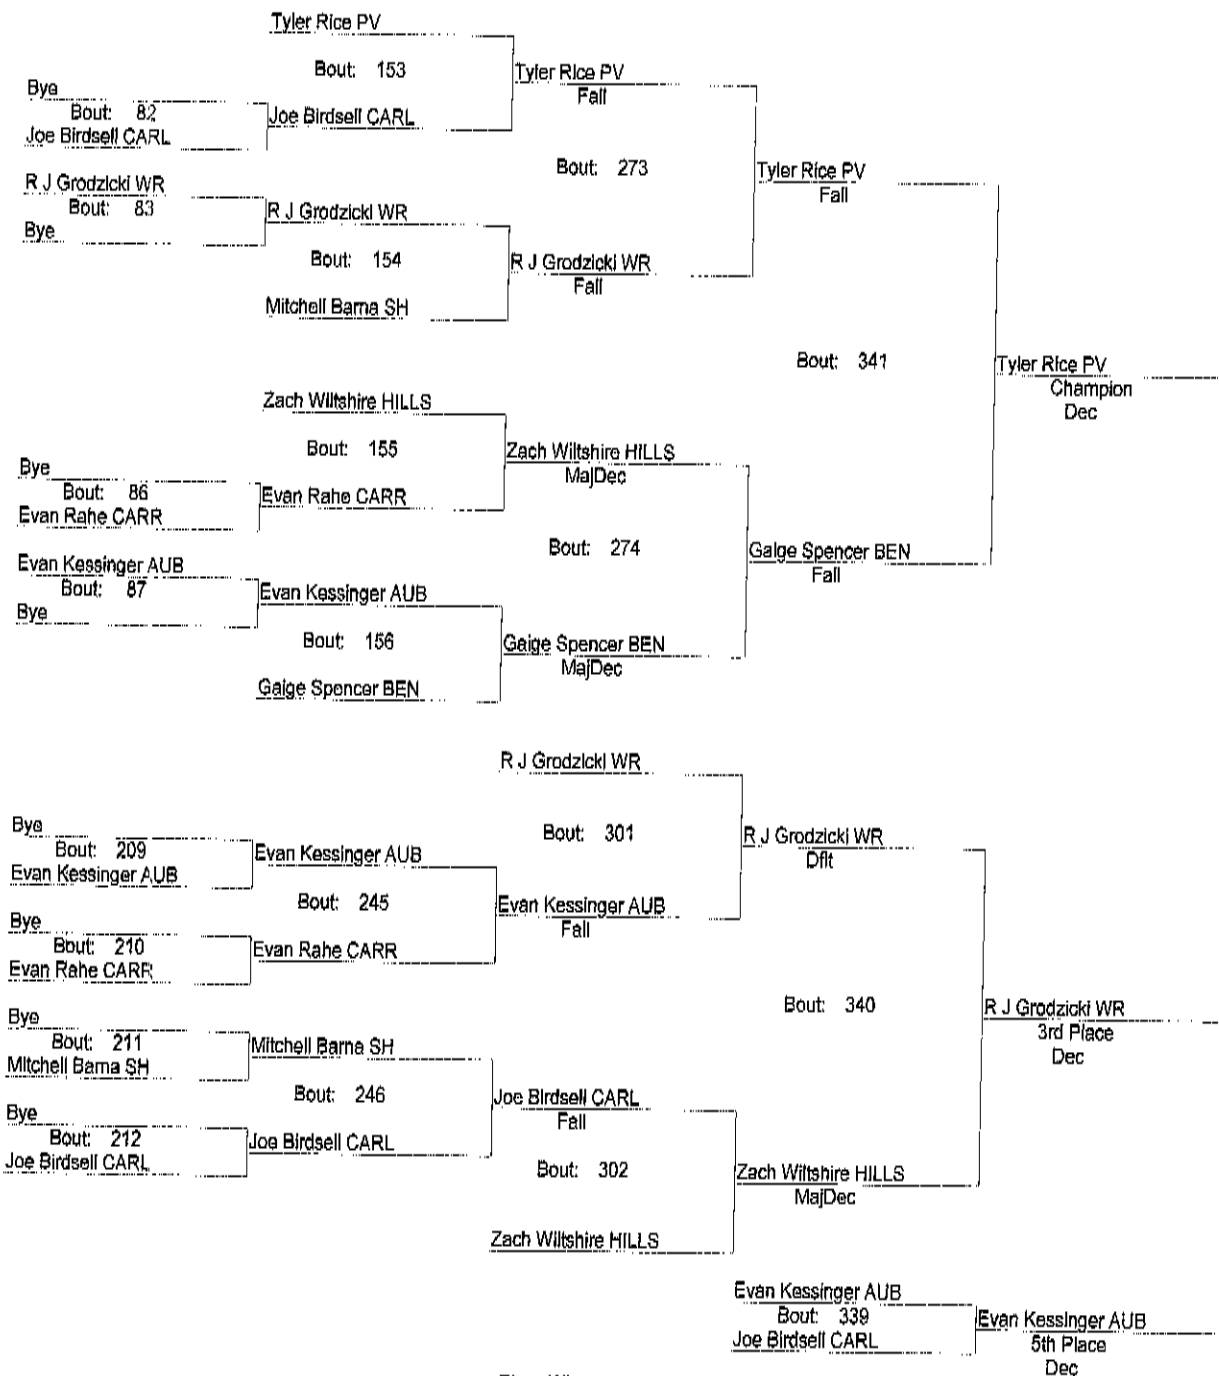 Tyler Rice PV
Bout: 153
Tyler Rice PV
Fall
Bye
Bout: 82
Joe Birdsell CARL
Joe Birdsell CARL
Bout: 273
Tyler Rice PV
Fall
R J Grodzicki WR
Bout: 83
Bye
R J Grodzicki WR
Bout: 154
R J Grodzicki WR
Fall
Mitchell Barna SH
Bout: 341
Tyler Rice PV
Champion
Dec
Zach Wiltshire HILLS
Bout: 155
Zach Wiltshire HILLS
MajDec
Bye
Bout: 86
Evan Rahe CARR
Evan Rahe CARR
Bout: 274
Gaige Spencer BEN
Fall
Evan Kessinger AUB
Bout: 87
Bye
Evan Kessinger AUB
Bout: 156
Gaige Spencer BEN
MajDec
Gaige Spencer BEN
R J Grodzicki WR
Bout: 301
R J Grodzicki WR
Dflt
Bye
Bout: 209
Evan Kessinger AUB
Evan Kessinger AUB
Bout: 245
Evan Kessinger AUB
Fall
Bye
Bout: 210
Evan Rahe CARR
Evan Rahe CARR
Bout: 340
R J Grodzicki WR
3rd Place
Dec
Bye
Bout: 211
Mitchell Barna SH
Mitchell Barna SH
Bout: 246
Joe Birdsell CARL
Fall
Bye
Bout: 212
Joe Birdsell CARL
Joe Birdsell CARL
Bout: 302
Zach Wiltshire HILLS
MajDec
Zach Wiltshire HILLS
Evan Kessinger AUB
Bout: 339
Joe Birdsell CARL
Evan Kessinger AUB
5th Place
Dec